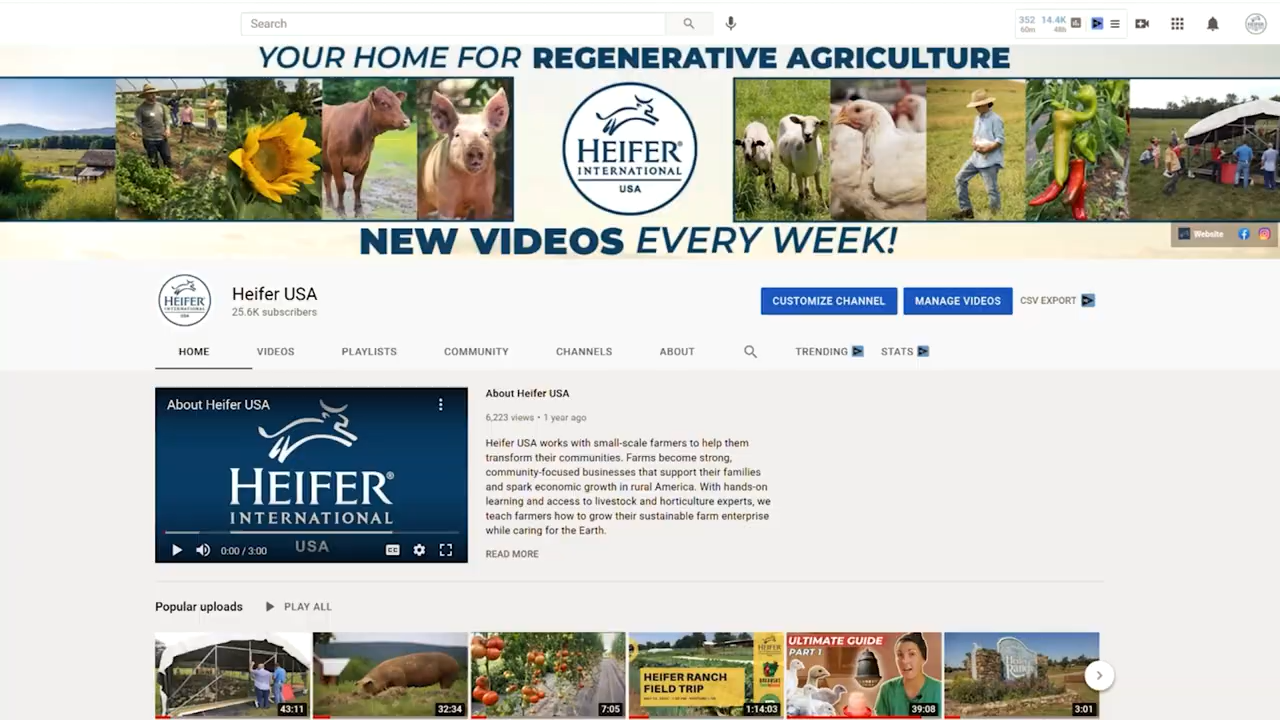 Search
352 14.4K
60m 48h
YOUR HOME FOR REGENERATIVE AGRICULTURE
HEIFER®
INTERNATIONAL
USA
NEW VIDEOS EVERY WEEK!
Website
HEIFER
INTERNATIONAL
USA
Heifer USA
25.6K subscribers
CUSTOMIZE CHANNEL
MANAGE VIDEOS
CSV EXPORT
HOME
VIDEOS
PLAYLISTS
COMMUNITY
CHANNELS
ABOUT
TRENDING
STATS
About Heifer USA
HEIFER®
INTERNATIONAL
USA
0:00 / 3:00
CC
About Heifer USA
6,223 views • 1 year ago
Heifer USA works with small-scale farmers to help them
transform their communities. Farms become strong,
community-focused businesses that support their families
and spark economic growth in rural America. With hands-on
learning and access to livestock and horticulture experts, we
teach farmers how to grow their sustainable farm enterprise
while caring for the Earth.
READ MORE
Popular uploads
PLAY ALL
43:11
32:34
7:05
HEIFER RANCH
FIELD TRIP
1:14:03
ULTIMATE GUIDE
PART 1
39:08
Heifer
Ranch
3:01